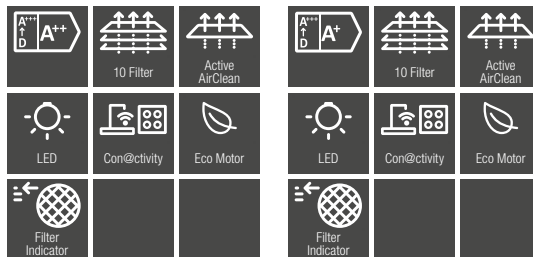 A+++
D
A++
10 Filter
Active
AirClean
LED
Con@ctivity
Eco Motor
Filter
Indicator
A+++
D
A+
10 Filter
Active
AirClean
LED
Con@ctivity
Eco Motor
Filter
Indicator